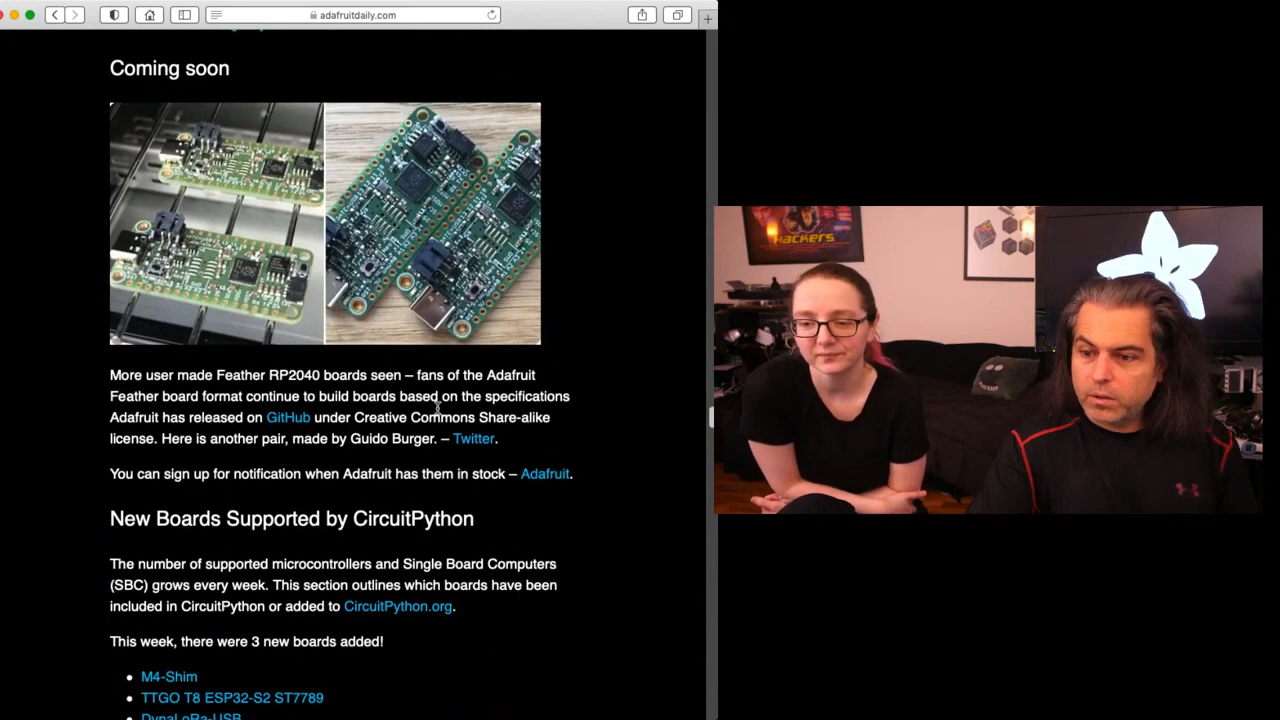 adafruitdaily.com
Coming soon
More user made Feather RP2040 boards seen – fans of the Adafruit
Feather board format continue to build boards based on the specifications
Adafruit has released on GitHub under Creative Commons Share-alike
license. Here is another pair, made by Guido Burger. – Twitter.
You can sign up for notification when Adafruit has them in stock – Adafruit.
New Boards Supported by CircuitPython
The number of supported microcontrollers and Single Board Computers
(SBC) grows every week. This section outlines which boards have been
included in CircuitPython or added to CircuitPython.org.
This week, there were 3 new boards added!
M4-Shim
TTGO T8 ESP32-S2 ST7789
DynaLoRa-USB
HACKERS